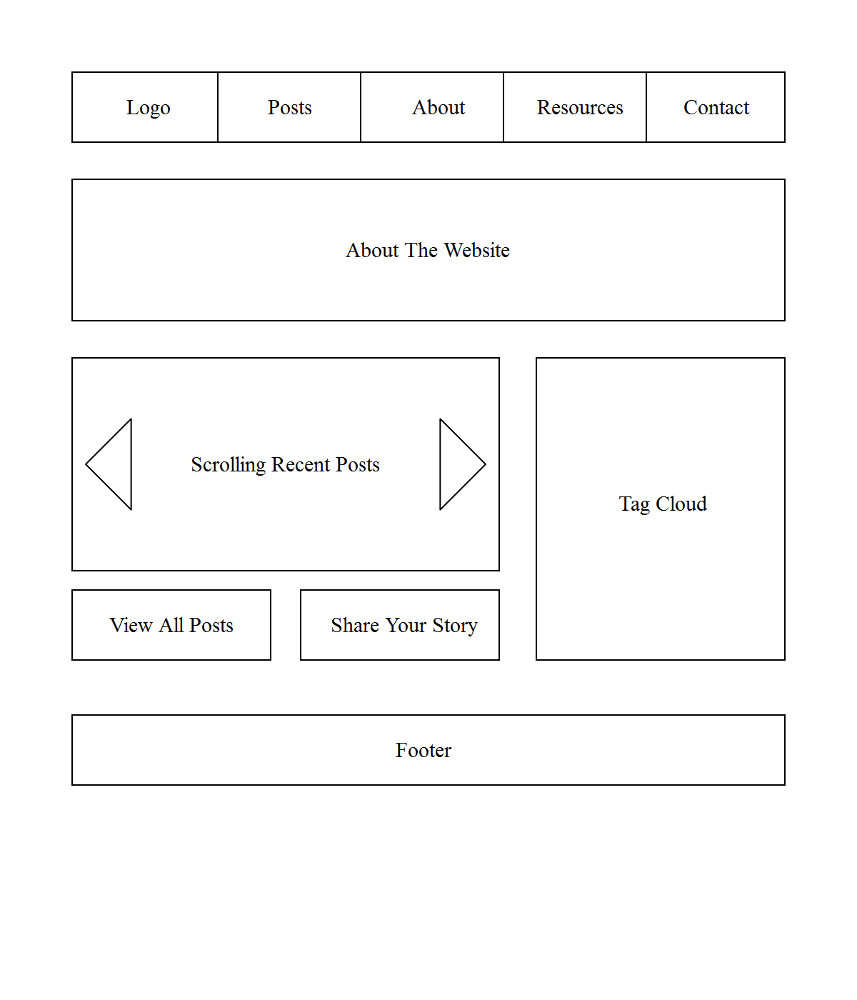 Logo
Posts
About
Resources
Contact
About The Website
Scrolling Recent Posts
Tag Cloud
View All Posts
Share Your Story
Footer